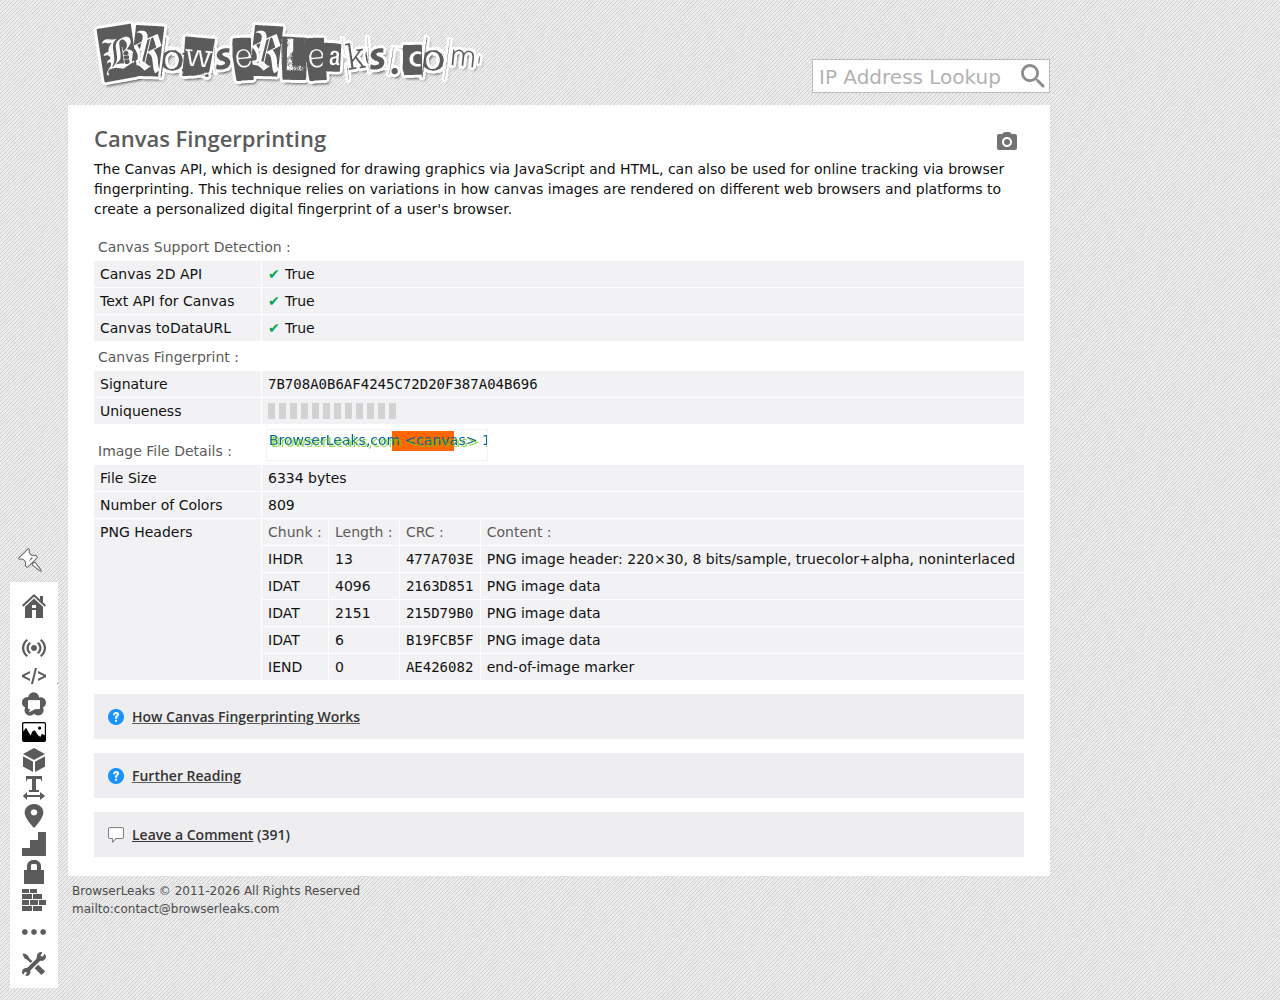 BrowserLeaks.com
IP Address Lookup
Canvas Fingerprinting
The Canvas API, which is designed for drawing graphics via JavaScript and HTML, can also be used for online tracking via browser
fingerprinting. This technique relies on variations in how canvas images are rendered on different web browsers and platforms to
create a personalized digital fingerprint of a user's browser.
Canvas Support Detection :
Canvas 2D API ✔ True
Text API for Canvas ✔ True
Canvas toDataURL ✔ True
Canvas Fingerprint :
Signature 7B708A0B6AF4245C72D20F387A04B696
Uniqueness
BrowserLeaks,com <canvas> 1
Image File Details :
File Size 6334 bytes
Number of Colors 809
PNG Headers Chunk : Length : CRC : Content :
IHDR 13 477A703E PNG image header: 220×30, 8 bits/sample, truecolor+alpha, noninterlaced
IDAT 4096 2163D851 PNG image data
IDAT 2151 215D79B0 PNG image data
IDAT 6 B19FCB5F PNG image data
IEND 0 AE426082 end-of-image marker
How Canvas Fingerprinting Works
Further Reading
Leave a Comment (391)
BrowserLeaks © 2011-2026 All Rights Reserved
mailto:contact@browserleaks.com